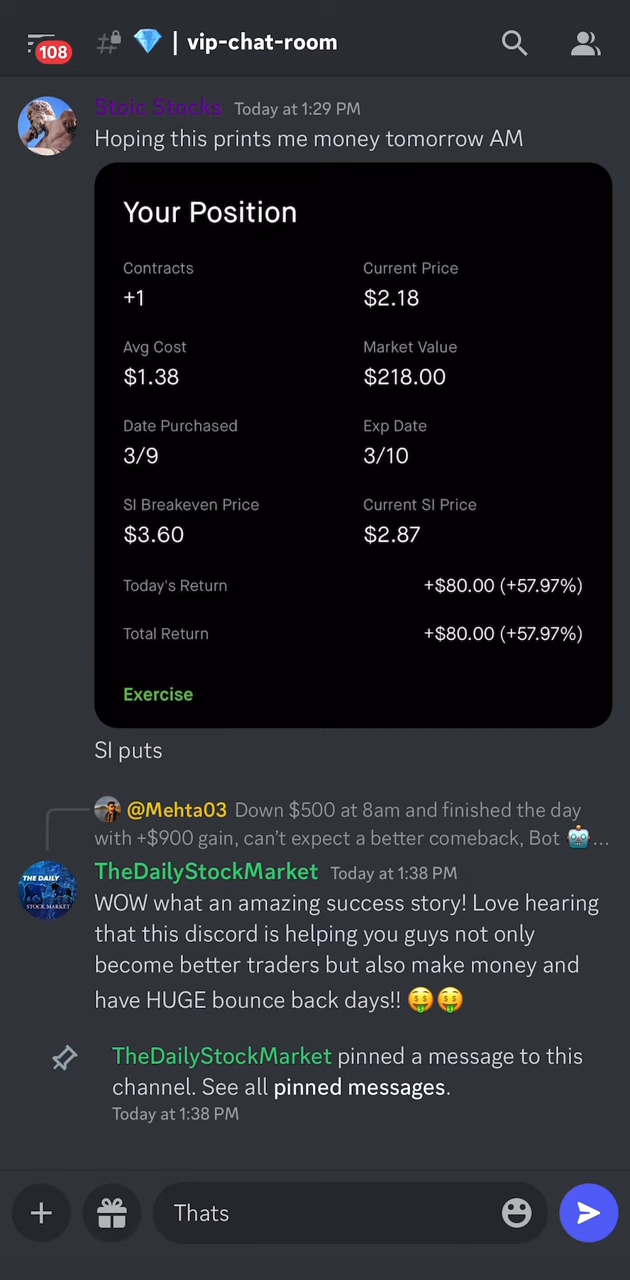 108
# 💎 | vip-chat-room
Stoic Stocks Today at 1:29 PM
Hoping this prints me money tomorrow AM
Your Position
Contracts Current Price
+1 $2.18
Avg Cost Market Value
$1.38 $218.00
Date Purchased Exp Date
3/9 3/10
SI Breakeven Price Current SI Price
$3.60 $2.87
Today's Return +$80.00 (+57.97%)
Total Return +$80.00 (+57.97%)
Exercise
SI puts
@Mehta03 Down $500 at 8am and finished the day
with +$900 gain, can't expect a better comeback, Bot 🤖...
THE DAILY
STOCK MARKET
TheDailyStockMarket Today at 1:38 PM
WOW what an amazing success story! Love hearing
that this discord is helping you guys not only
become better traders but also make money and
have HUGE bounce back days!! 🤑🤑
TheDailyStockMarket pinned a message to this
channel. See all pinned messages.
Today at 1:38 PM
Thats